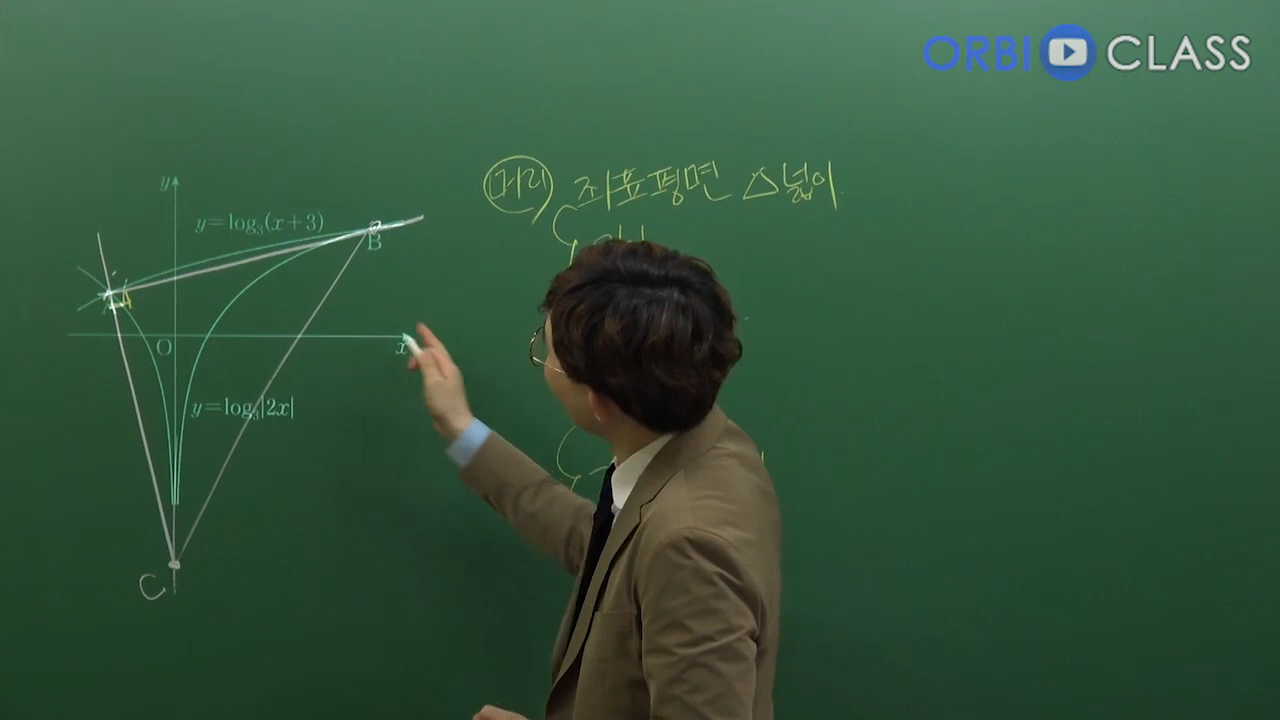 ORBI CLASS
y
y=log₃(x+3)
B
A
O
x
y=log₃|2x|
C
머리 좌표평면 △넓이